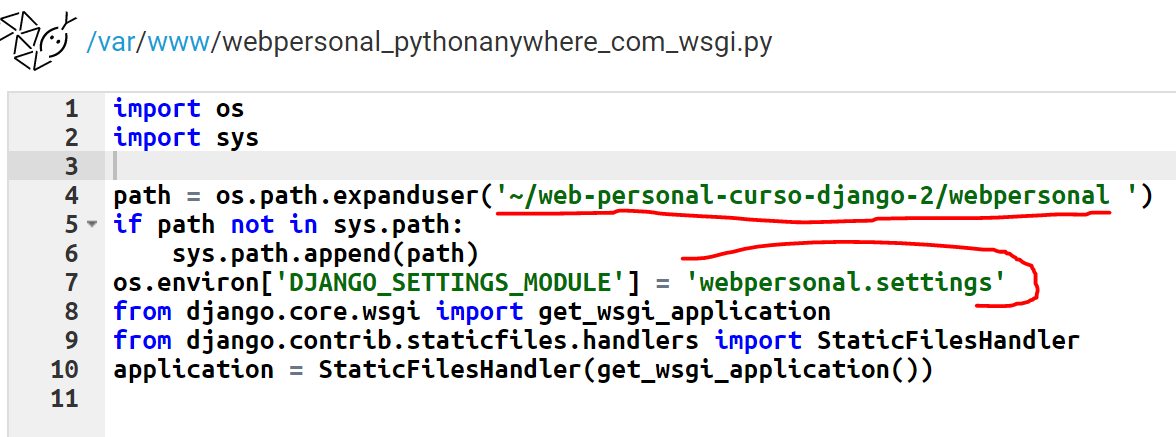 /var/www/webpersonal_pythonanywhere_com_wsgi.py
1 import os
2 import sys
3
4 path = os.path.expanduser('~/web-personal-curso-django-2/webpersonal ')
5 if path not in sys.path:
6     sys.path.append(path)
7 os.environ['DJANGO_SETTINGS_MODULE'] = 'webpersonal.settings'
8 from django.core.wsgi import get_wsgi_application
9 from django.contrib.staticfiles.handlers import StaticFilesHandler
10 application = StaticFilesHandler(get_wsgi_application())
11